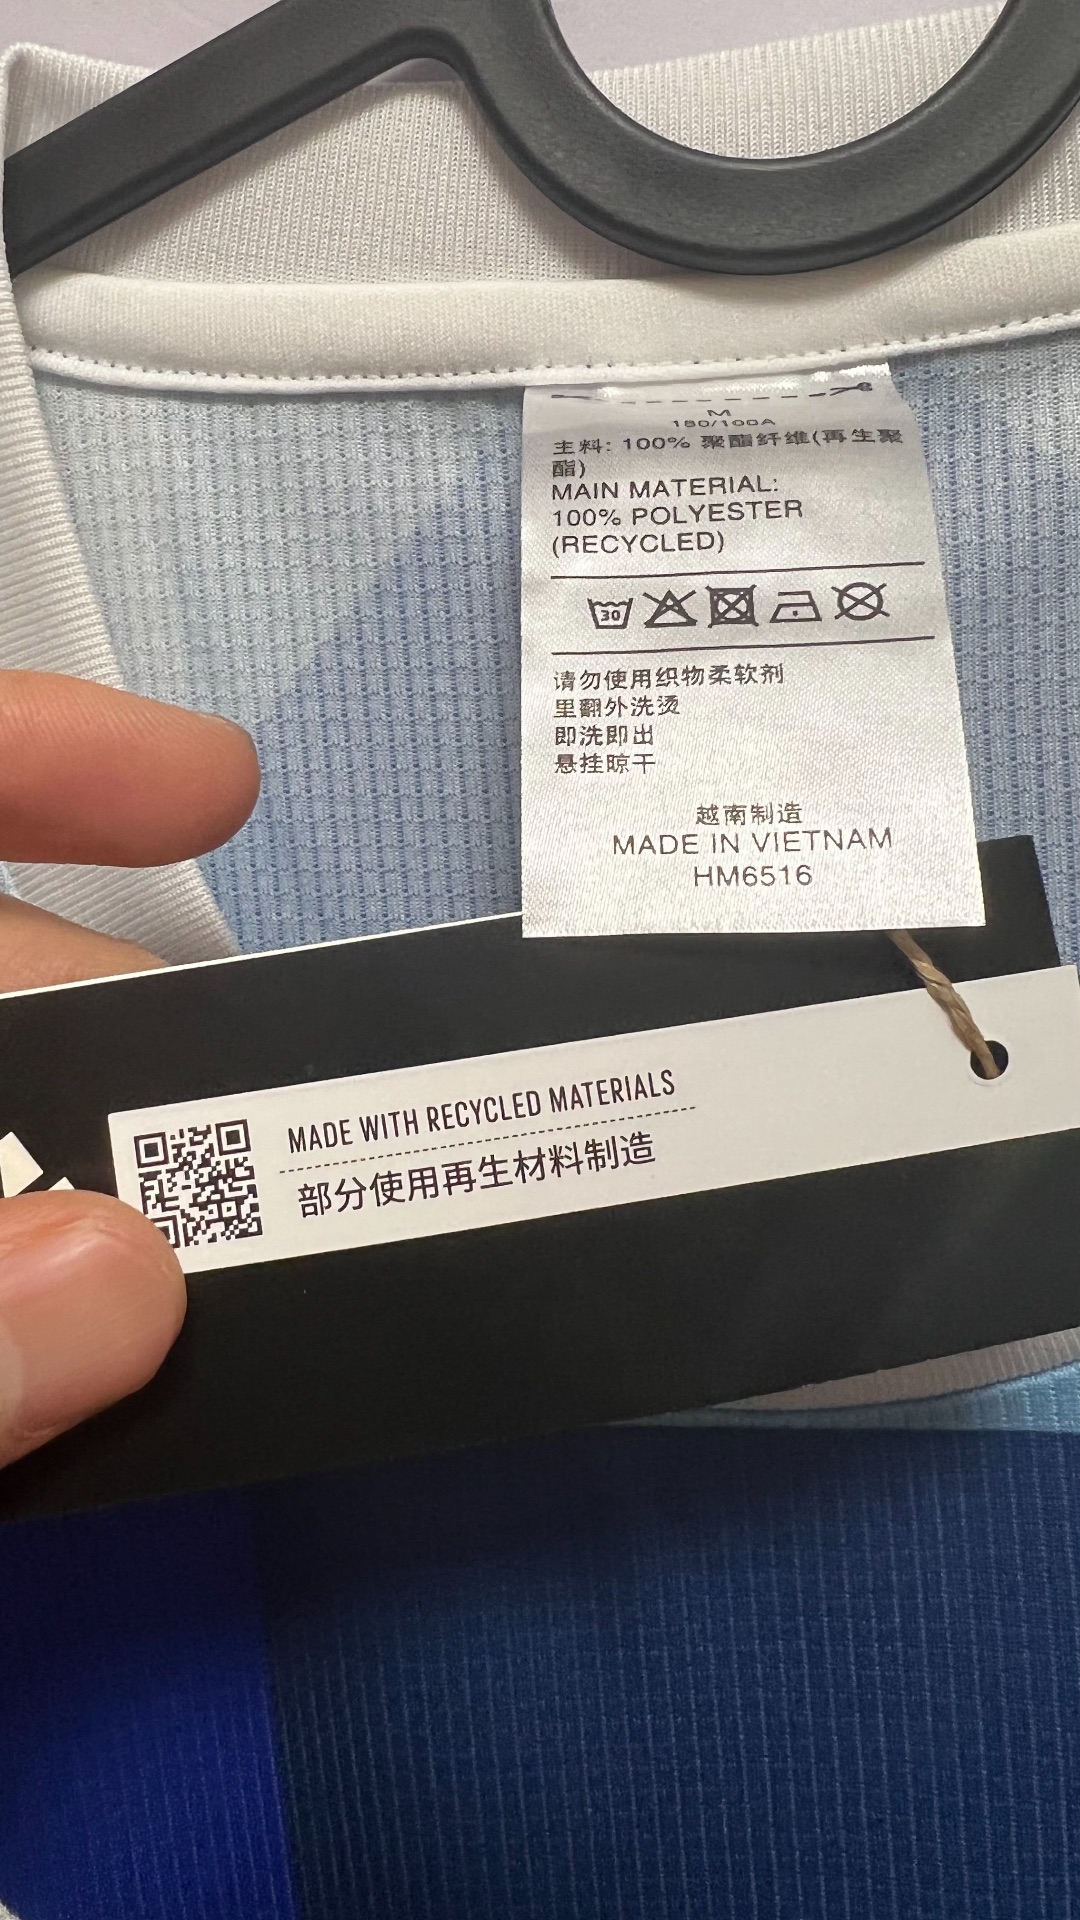 M
180/100A
主料: 100% 聚酯纤维(再生聚
酯)
MAIN MATERIAL:
100% POLYESTER
(RECYCLED)
30
请勿使用织物柔软剂
里翻外洗烫
即洗即出
悬挂晾干
越南制造
MADE IN VIETNAM
HM6516
MADE WITH RECYCLED MATERIALS
部分使用再生材料制造